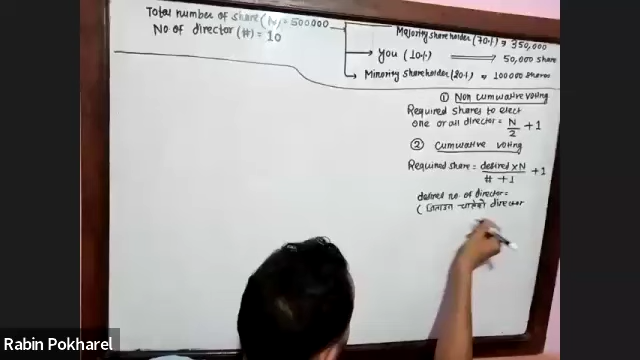 Total number of share (N) = 500000
No of director (#) = 10
Majority shareholder (70%) = 350,000
You (10%) 50,000 share
Minority shareholder (20%) = 100000 shares
① Non cumulative voting
Required shares to elect
one or all director = N/2 + 1
② Cumulative voting
Required share = desired × N / # + 1 + 1
desired no. of director =
( जिताउन चाहेको director
Rabin Pokharel